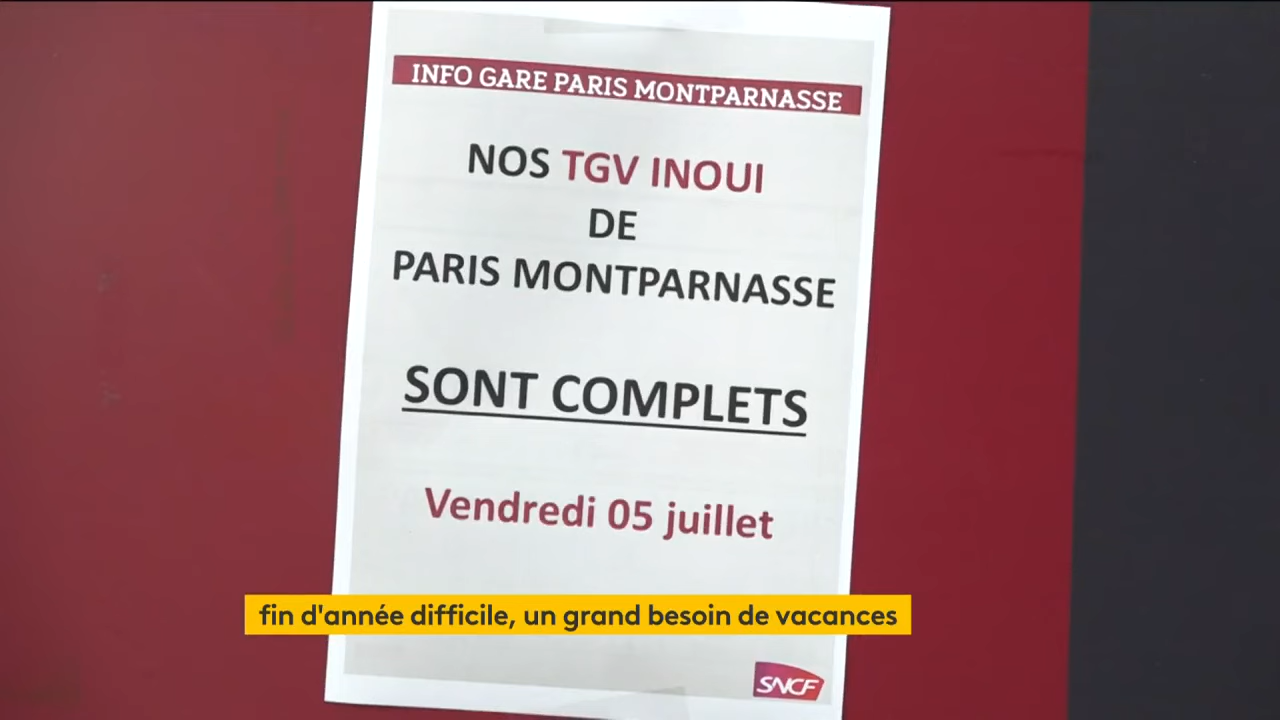 INFO GARE PARIS MONTPARNASSE
NOS TGV INOUI
DE
PARIS MONTPARNASSE
SONT COMPLETS
Vendredi 05 juillet
fin d'année difficile, un grand besoin de vacances
SNCF